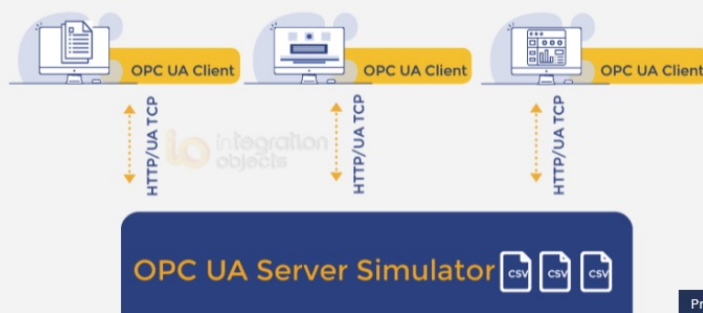 OPC UA Client
OPC UA Client
OPC UA Client
HTTP/UA TCP
HTTP/UA TCP
HTTP/UA TCP
integration
objects
OPC UA Server Simulator
CSV
CSV
CSV
Pr